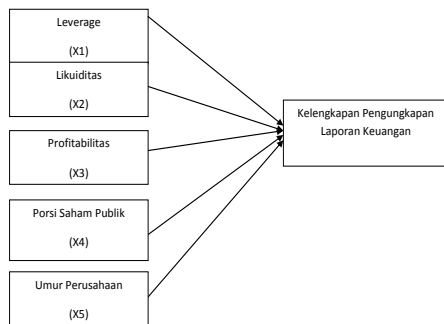 Leverage
(X1)
Likuiditas
(X2)
Profitabilitas
(X3)
Porsi Saham Publik
(X4)
Umur Perusahaan
(X5)
Kelengkapan Pengungkapan
Laporan Keuangan